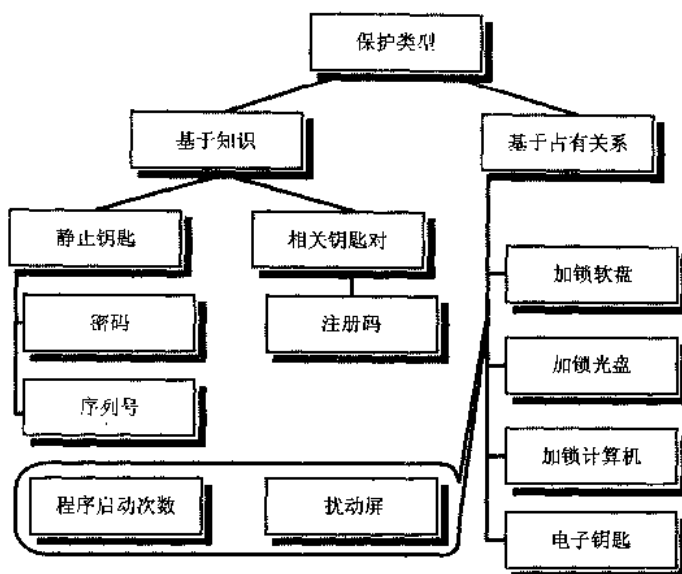 保护类型
基于知识
基于占有关系
静止钥匙
相关钥匙对
加锁软盘
密码
注册码
加锁光盘
序列号
加锁计算机
程序启动次数
扰动屏
电子钥匙